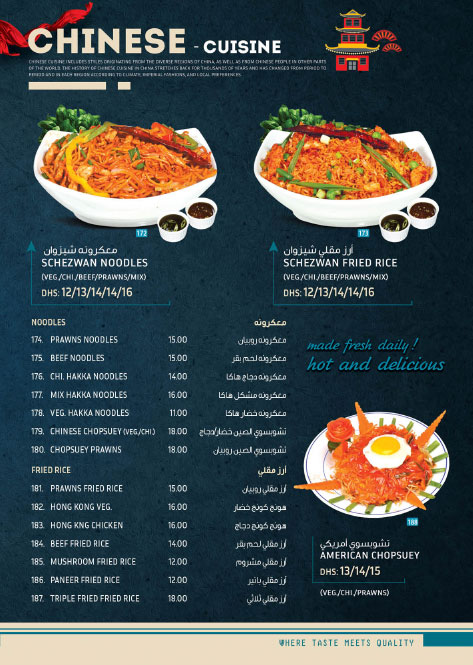 CHINESE - CUISINE
CHINESE CUISINE INCLUDES STYLES ORIGINATING FROM THE DIVERSE REGIONS OF CHINA, AS WELL AS FROM CHINESE PEOPLE IN OTHER PARTS
OF THE WORLD. THE HISTORY OF CHINESE CUISINE IN CHINA STRETCHES BACK FOR THOUSANDS OF YEARS AND HAS CHANGED FROM PERIOD TO
PERIOD AND IN EACH REGION ACCORDING TO CLIMATE, IMPERIAL FASHIONS, AND LOCAL PREFERENCES.
172
معكرونه شيزوان
SCHEZWAN NOODLES
(VEG./CHI./BEEF/PRAWNS/MIX)
DHS: 12/13/14/14/16
173
أرز مقلي شيزوان
SCHEZWAN FRIED RICE
(VEG./CHI./BEEF/PRAWNS/MIX)
DHS: 12/13/14/14/16
NOODLES معكرونه
174. PRAWNS NOODLES 15.00 معكرونه روبيان
175. BEEF NOODLES 15.00 معكرونه لحم بقر
176. CHI. HAKKA NOODLES 14.00 معكرونه دجاج هاكا
177. MIX HAKKA NOODLES 16.00 معكرونه مشكل هاكا
178. VEG. HAKKA NOODLES 11.00 معكرونه خضار هاكا
179. CHINESE CHOPSUEY (VEG./CHI.) 18.00 تشوبسوي الصين خضار/دجاج
180. CHOPSUEY PRAWNS 18.00 تشوبسوي الصين روبيان
FRIED RICE أرز مقلي
181. PRAWNS FRIED RICE 15.00 أرز مقلي روبيان
182. HONG KONG VEG. 16.00 هونج كونج خضار
183. HONG KNG CHICKEN 16.00 هونج كونج دجاج
184. BEEF FRIED RICE 14.00 أرز مقلي لحم بقر
185. MUSHROOM FRIED RICE 12.00 أرز مقلي مشروم
186. PANEER FRIED RICE 12.00 أرز مقلي بانير
187. TRIPLE FRIED FRIED RICE 18.00 أرز مقلي ثلاثي
made fresh daily!
hot and delicious
188
تشوبسوي أمريكي
AMERICAN CHOPSUEY
DHS: 13/14/15
(VEG./CHI./PRAWNS)
WHERE TASTE MEETS QUALITY